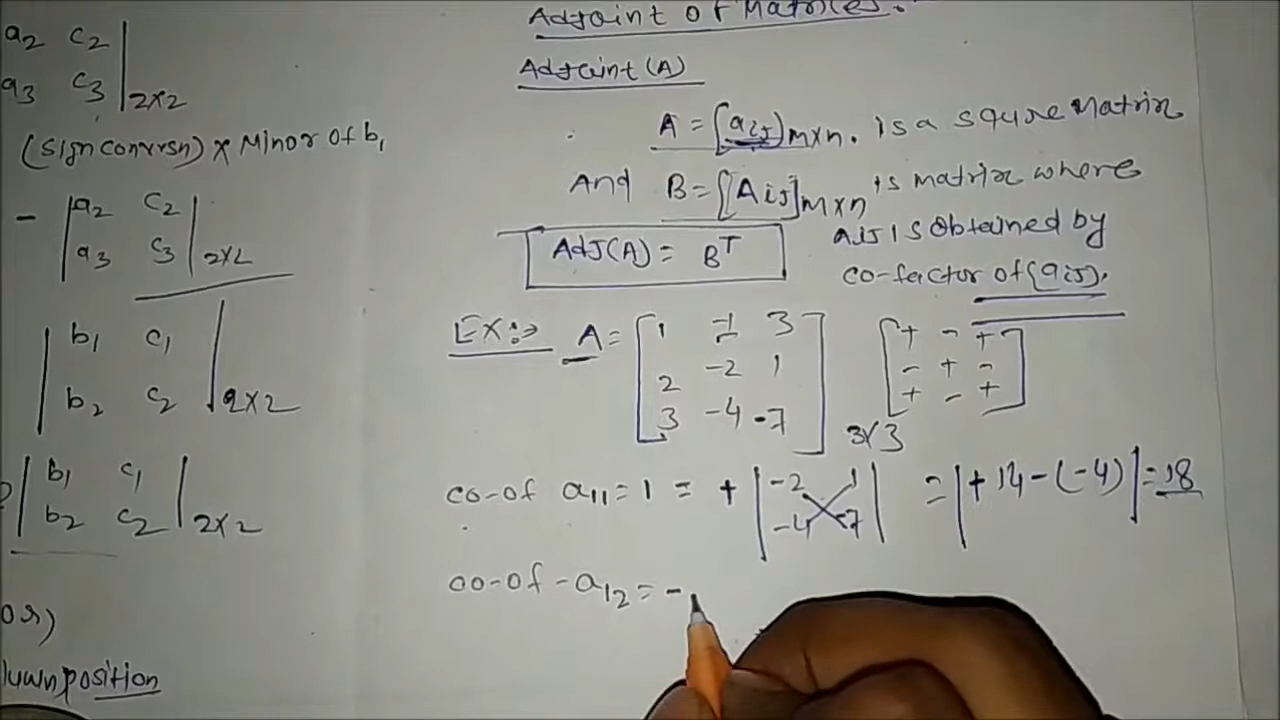 a2 c2
a3 c3 2x2
(sign convrsn) x Minor of b1
- a2 c2
a3 c3 2x2
b1 c1
b2 c2 2x2
b1 c1
b2 c2 2x2
luwn position
Adjoint of Matrices.
Adjoint (A)
A = [aij]mxn. is a squre Matrix
And B = [Aij]mxn is matrix where
Adj(A) = B^T aij is obtained by
co-factor of (aij).
EX:→ A = [ 1 -1 3 ] [ + - + ]
2 -2 1 - + -
3 -4 -7 3x3 + - +
co-of a11 = 1 = + | -2 1 | = | +14 - (-4) | = 18
-4 -7
co-of - a12 = -